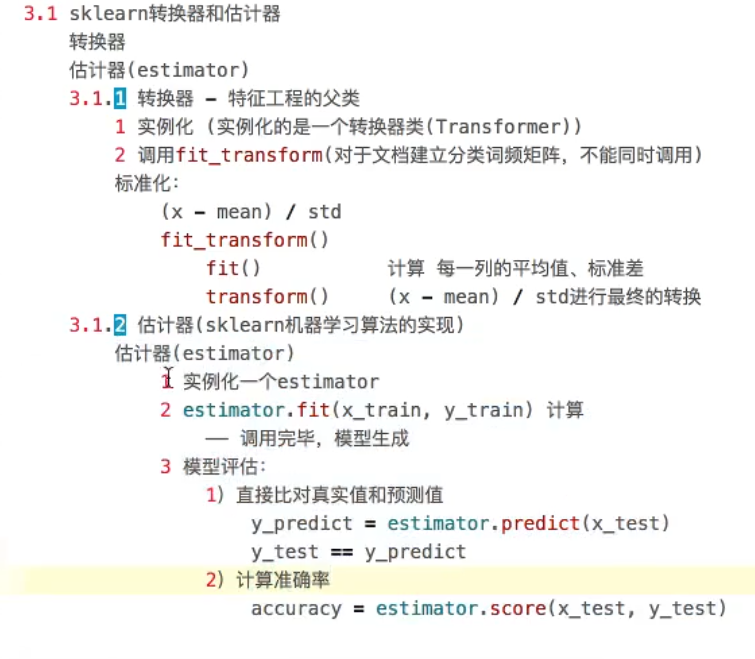 3.1 sklearn转换器和估计器
转换器
估计器(estimator)
3.1.1 转换器 - 特征工程的父类
1 实例化 (实例化的是一个转换器类(Transformer))
2 调用fit_transform(对于文档建立分类词频矩阵，不能同时调用)
标准化：
(x - mean) / std
fit_transform()
fit() 计算 每一列的平均值、标准差
transform() (x - mean) / std进行最终的转换
3.1.2 估计器(sklearn机器学习算法的实现)
估计器(estimator)
1 实例化一个estimator
2 estimator.fit(x_train, y_train) 计算
—— 调用完毕，模型生成
3 模型评估：
1）直接比对真实值和预测值
y_predict = estimator.predict(x_test)
y_test == y_predict
2）计算准确率
accuracy = estimator.score(x_test, y_test)